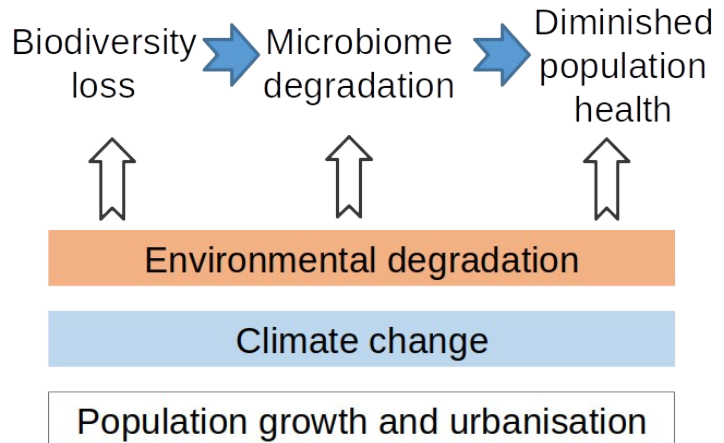 Biodiversity
loss
Microbiome
degradation
Diminished
population
health
Environmental degradation
Climate change
Population growth and urbanisation